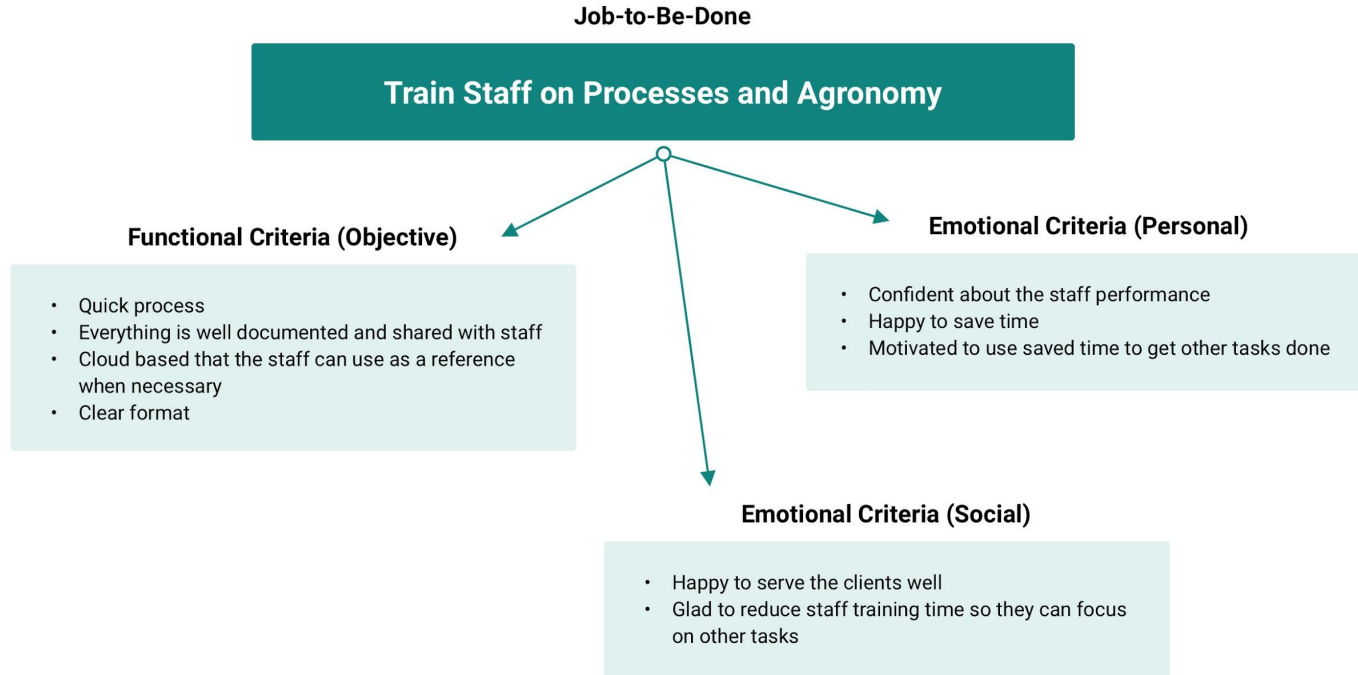 Job-to-Be-Done
Train Staff on Processes and Agronomy
Functional Criteria (Objective)
• Quick process
• Everything is well documented and shared with staff
• Cloud based that the staff can use as a reference
when necessary
• Clear format
Emotional Criteria (Personal)
• Confident about the staff performance
• Happy to save time
• Motivated to use saved time to get other tasks done
Emotional Criteria (Social)
• Happy to serve the clients well
• Glad to reduce staff training time so they can focus
on other tasks